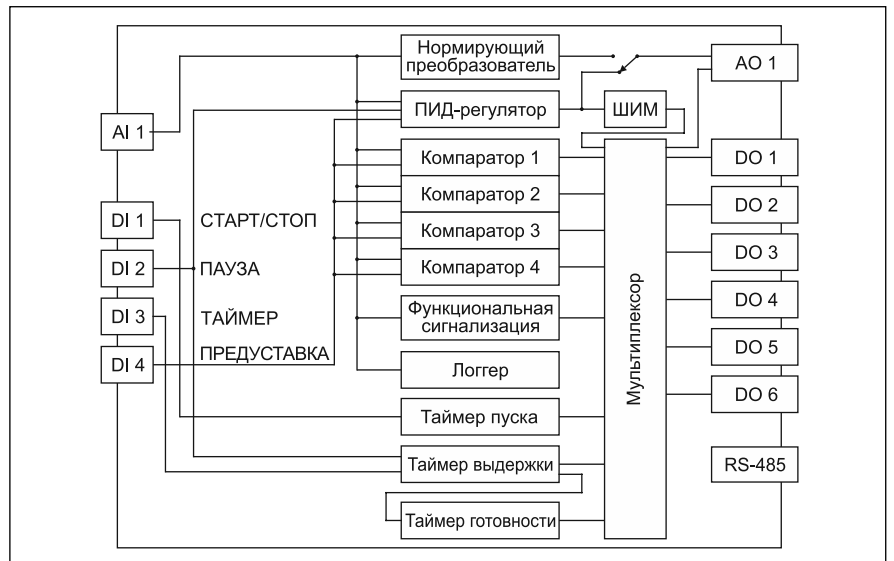 Нормирующий
преобразователь
AO 1
ПИД-регулятор
ШИМ
AI 1
Компаратор 1
DO 1
Компаратор 2
DO 2
DI 1
СТАРТ/СТОП
Компаратор 3
DO 3
DI 2
ПАУЗА
Компаратор 4
DO 4
DI 3
ТАЙМЕР
Функциональная
сигнализация
Мультиплексор
DI 4
ПРЕДУСТАВКА
DO 5
Логгер
DO 6
Таймер пуска
Таймер выдержки
RS-485
Таймер готовности